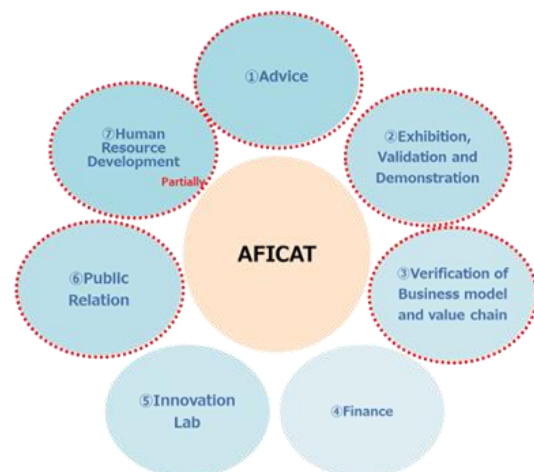 ①Advice
②Exhibition,
Validation and
Demonstration
③Verification of
Business model
and value chain
④Finance
⑤Innovation
Lab
⑥Public
Relation
⑦Human
Resource
Development
Partially
AFICAT